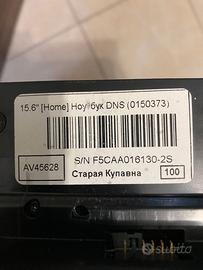 15.6" [Home] Ноутбук DNS (0150373)
S/N F5CAA016130-2S
AV45628
Старая Купавна
100
subito